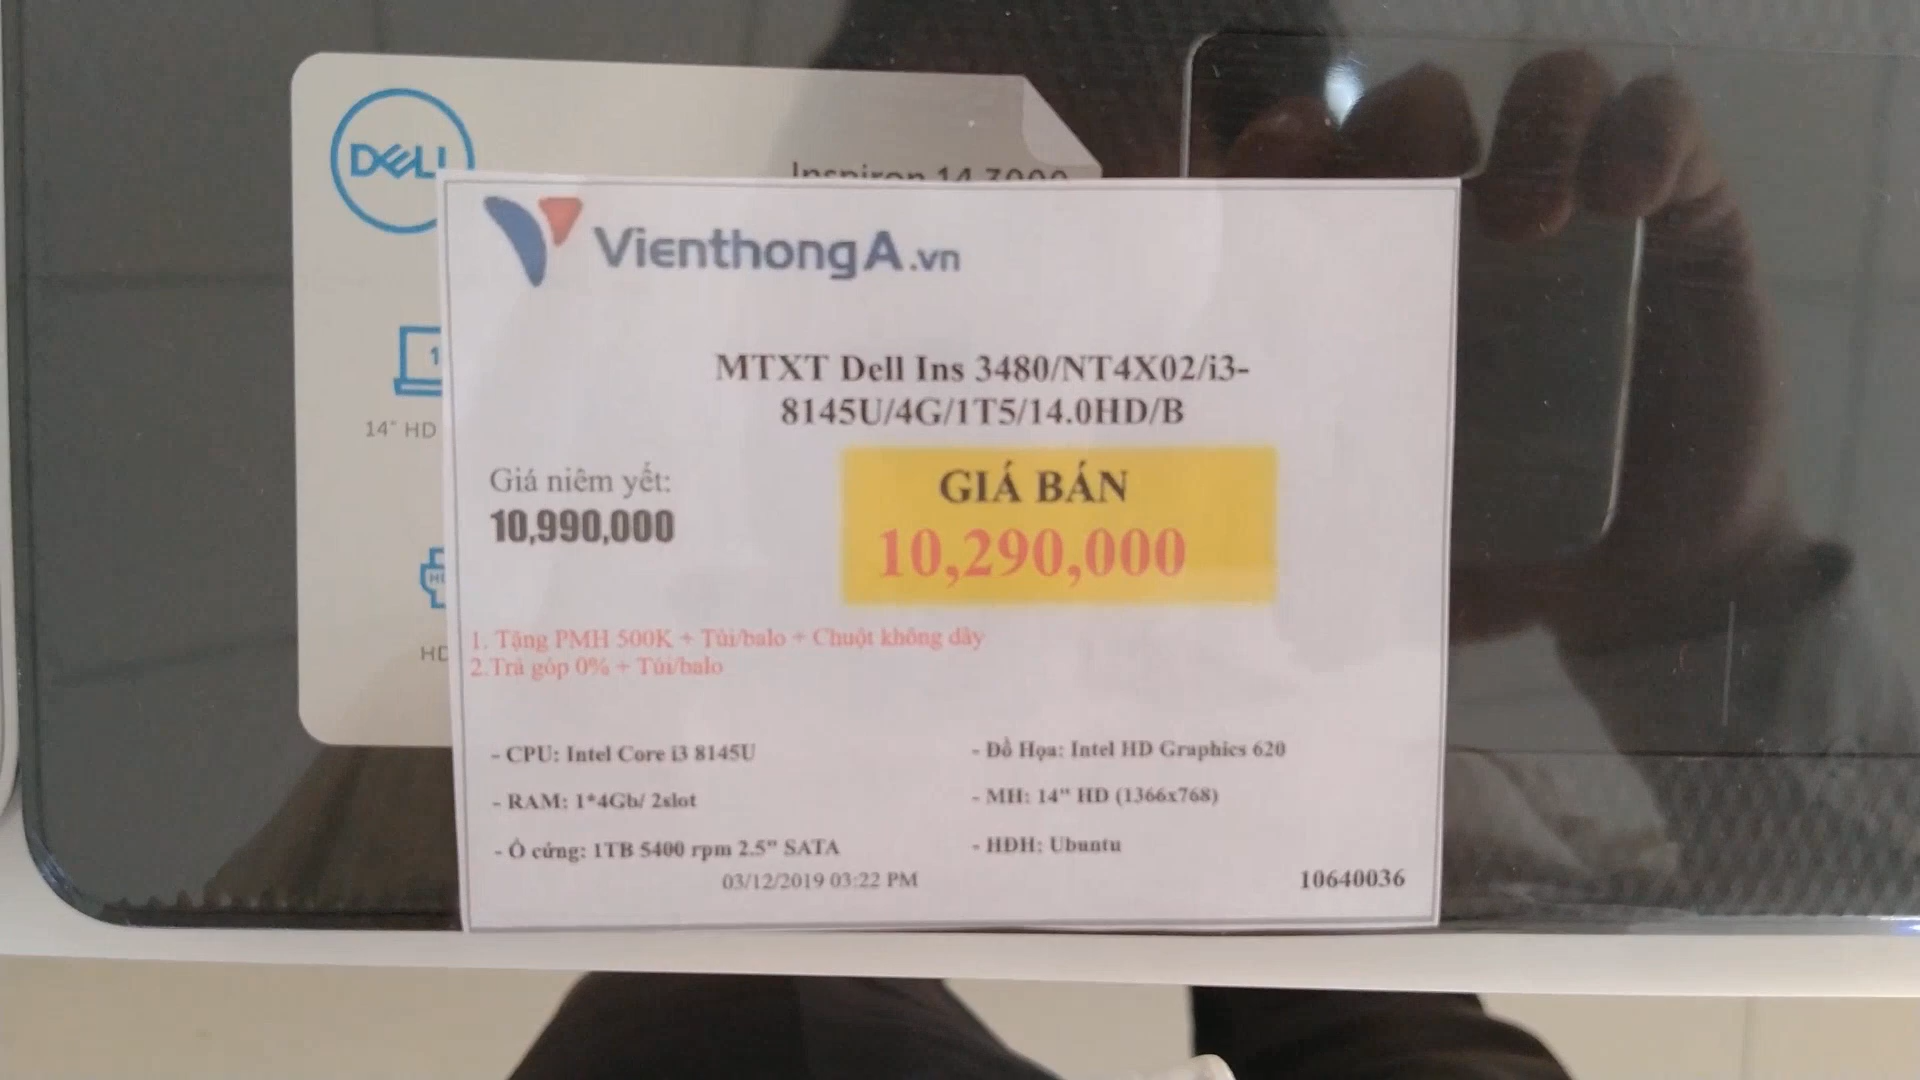 DELL
Inspiron 14 3000
VienthongA.vn
MTXT Dell Ins 3480/NT4X02/i3-
8145U/4G/1T5/14.0HD/B
Giá niêm yết:
10,990,000
GIÁ BÁN
10,290,000
1. Tặng PMH 500K + Túi/balo + Chuột không dây
2.Trả góp 0% + Túi/balo
- CPU: Intel Core i3 8145U
- RAM: 1*4Gb/ 2slot
- Ổ cứng: 1TB 5400 rpm 2.5" SATA
- Đồ Họa: Intel HD Graphics 620
- MH: 14" HD (1366x768)
- HĐH: Ubuntu
03/12/2019 03:22 PM
10640036
14" HD
HD